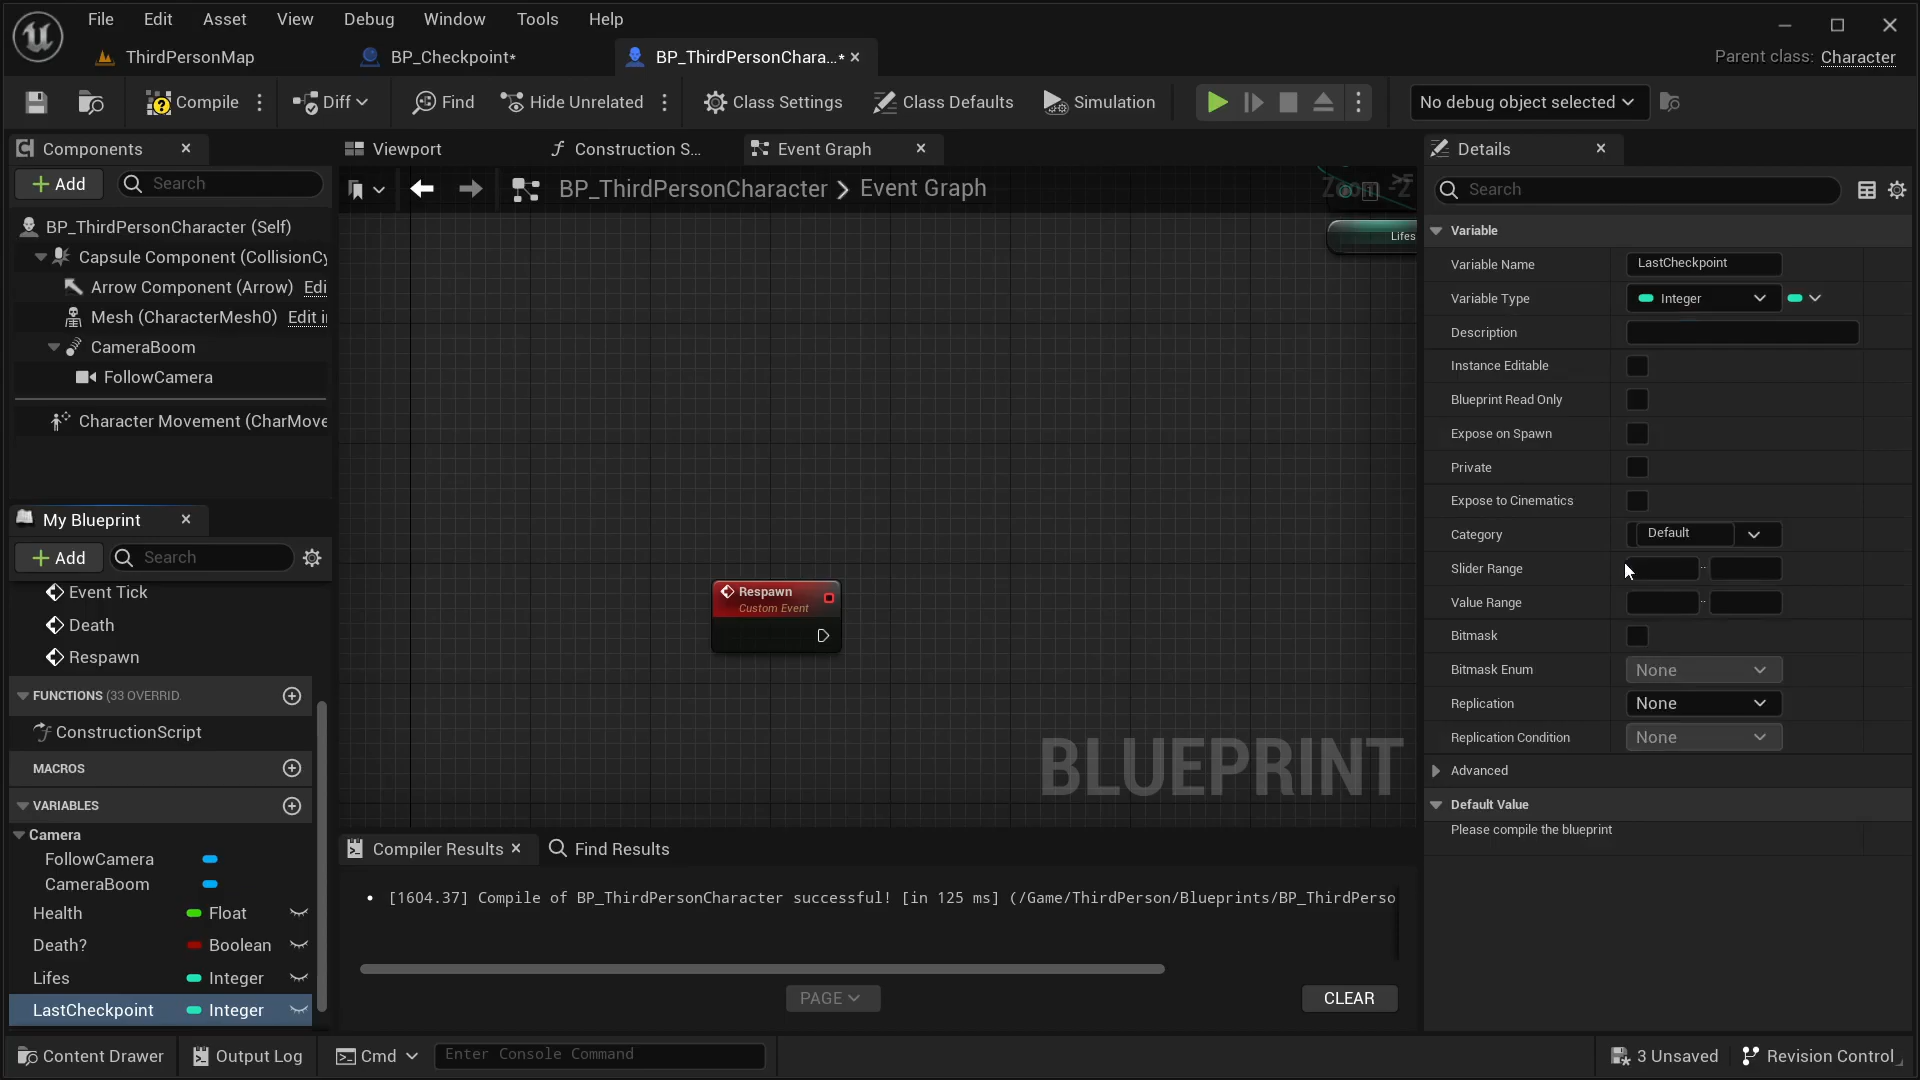 File Edit Asset View Debug Window Tools Help
ThirdPersonMap BP_Checkpoint* BP_ThirdPersonChara...* Parent class: Character
Compile Diff Find Hide Unrelated Class Settings Class Defaults Simulation No debug object selected
Components Viewport Construction S... Event Graph Details
Add Search BP_ThirdPersonCharacter Event Graph Search
BP_ThirdPersonCharacter (Self)
Capsule Component (CollisionCy
Arrow Component (Arrow) Edi
Mesh (CharacterMesh0) Edit i
CameraBoom
FollowCamera
Character Movement (CharMove
My Blueprint
Add Search
Event Tick
Death
Respawn
FUNCTIONS (33 OVERRID
ConstructionScript
MACROS
VARIABLES
Camera
FollowCamera
CameraBoom
Health Float
Death? Boolean
Lifes Integer
LastCheckpoint Integer
Lifes
Respawn
Custom Event
BLUEPRINT
Compiler Results Find Results
• [1604.37] Compile of BP_ThirdPersonCharacter successful! [in 125 ms] (/Game/ThirdPerson/Blueprints/BP_ThirdPerso
PAGE CLEAR
Variable
Variable Name LastCheckpoint
Variable Type Integer
Description
Instance Editable
Blueprint Read Only
Expose on Spawn
Private
Expose to Cinematics
Category Default
Slider Range
Value Range
Bitmask
Bitmask Enum None
Replication None
Replication Condition None
Advanced
Default Value
Please compile the blueprint
Content Drawer Output Log Cmd Enter Console Command 3 Unsaved Revision Control